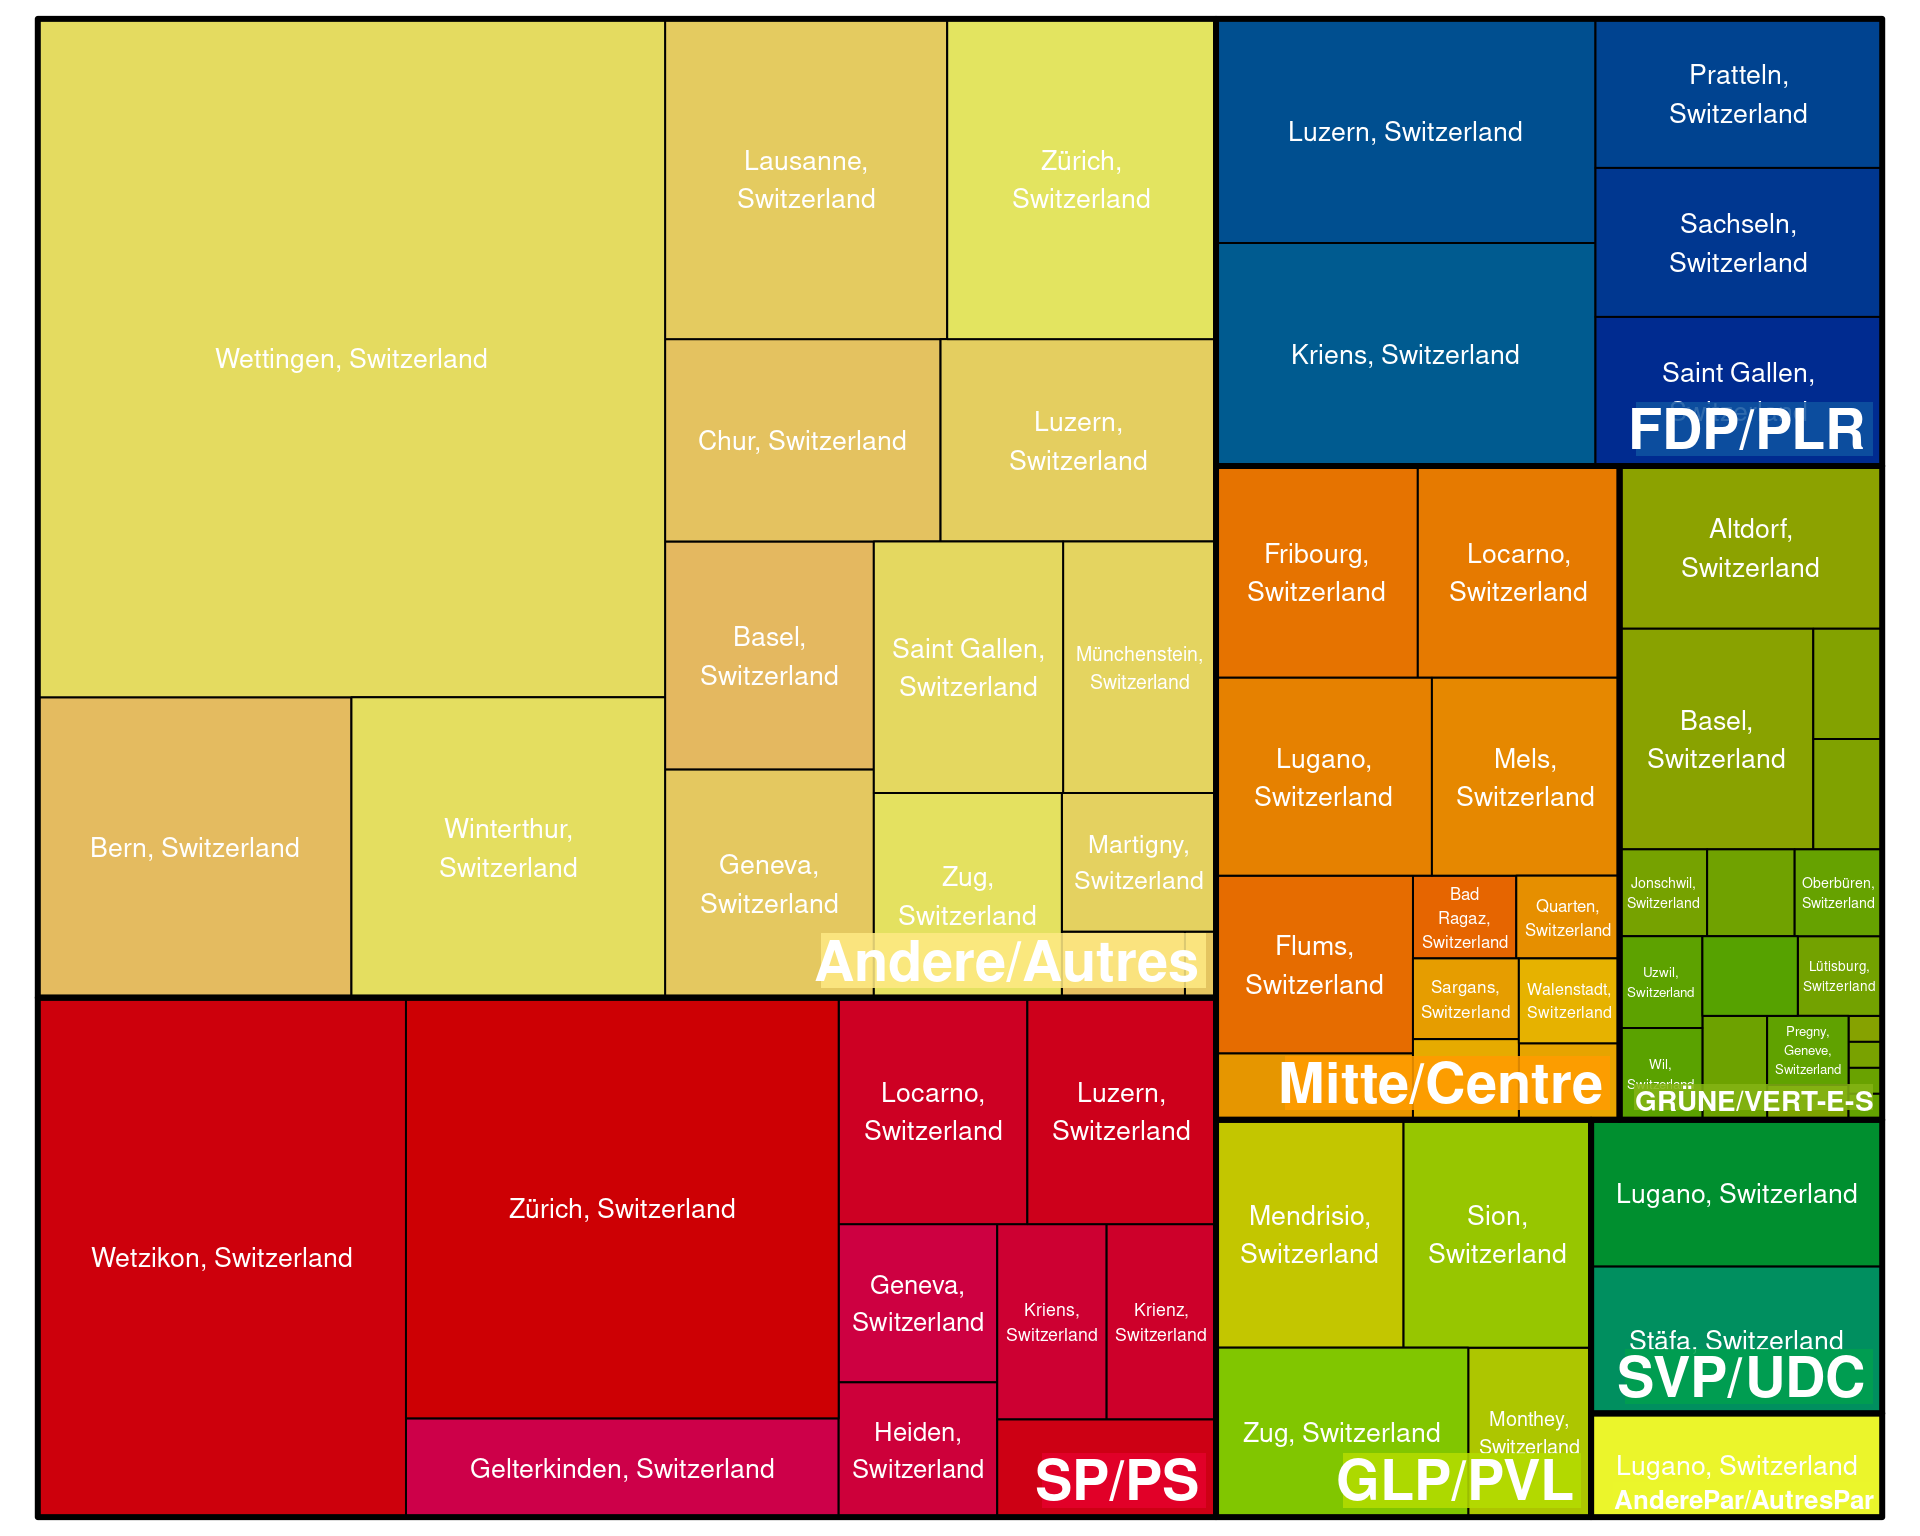 Wettingen, Switzerland
Lausanne,
Switzerland
Zürich,
Switzerland
Chur, Switzerland
Luzern,
Switzerland
Basel,
Switzerland
Saint Gallen,
Switzerland
Münchenstein,
Switzerland
Bern, Switzerland
Winterthur,
Switzerland
Geneva,
Switzerland
Zug,
Switzerland
Martigny,
Switzerland
Andere/Autres
Luzern, Switzerland
Pratteln,
Switzerland
Sachseln,
Switzerland
Kriens, Switzerland
Saint Gallen,
Switzerland
FDP/PLR
Fribourg,
Switzerland
Locarno,
Switzerland
Lugano,
Switzerland
Mels,
Switzerland
Flums,
Switzerland
Bad
Ragaz,
Switzerland
Quarten,
Switzerland
Sargans,
Switzerland
Walenstadt,
Switzerland
Mitte/Centre
Altdorf,
Switzerland
Basel,
Switzerland
Jonschwil,
Switzerland
Oberbüren,
Switzerland
Uzwil,
Switzerland
Lütisburg,
Switzerland
Pregny,
Geneve,
Switzerland
Wil,
Switzerland
GRÜNE/VERT-E-S
Wetzikon, Switzerland
Zürich, Switzerland
Gelterkinden, Switzerland
Locarno,
Switzerland
Luzern,
Switzerland
Geneva,
Switzerland
Kriens,
Switzerland
Krienz,
Switzerland
Heiden,
Switzerland
SP/PS
Mendrisio,
Switzerland
Sion,
Switzerland
Zug, Switzerland
Monthey,
Switzerland
GLP/PVL
Lugano, Switzerland
Stäfa, Switzerland
SVP/UDC
Lugano, Switzerland
AnderePar/AutresPar